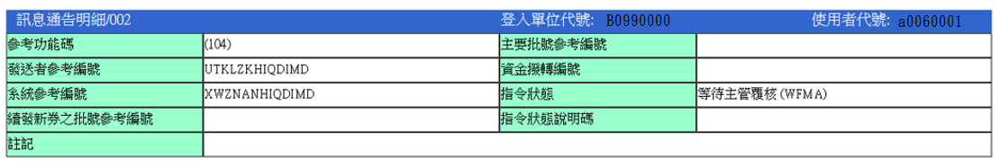 訊息通告明細/002 登入單位代號: B0990000 使用者代號: a0060001
參考功能碼 (104) 主要批號參考編號
發送者參考編號 UTKLZKHIQDIMD 資金撥轉編號
系統參考編號 XWZNANHIQDIMD 指令狀態 等待主管覆核 (WFMA)
續發新券之批號參考編號 指令狀態說明碼
註記